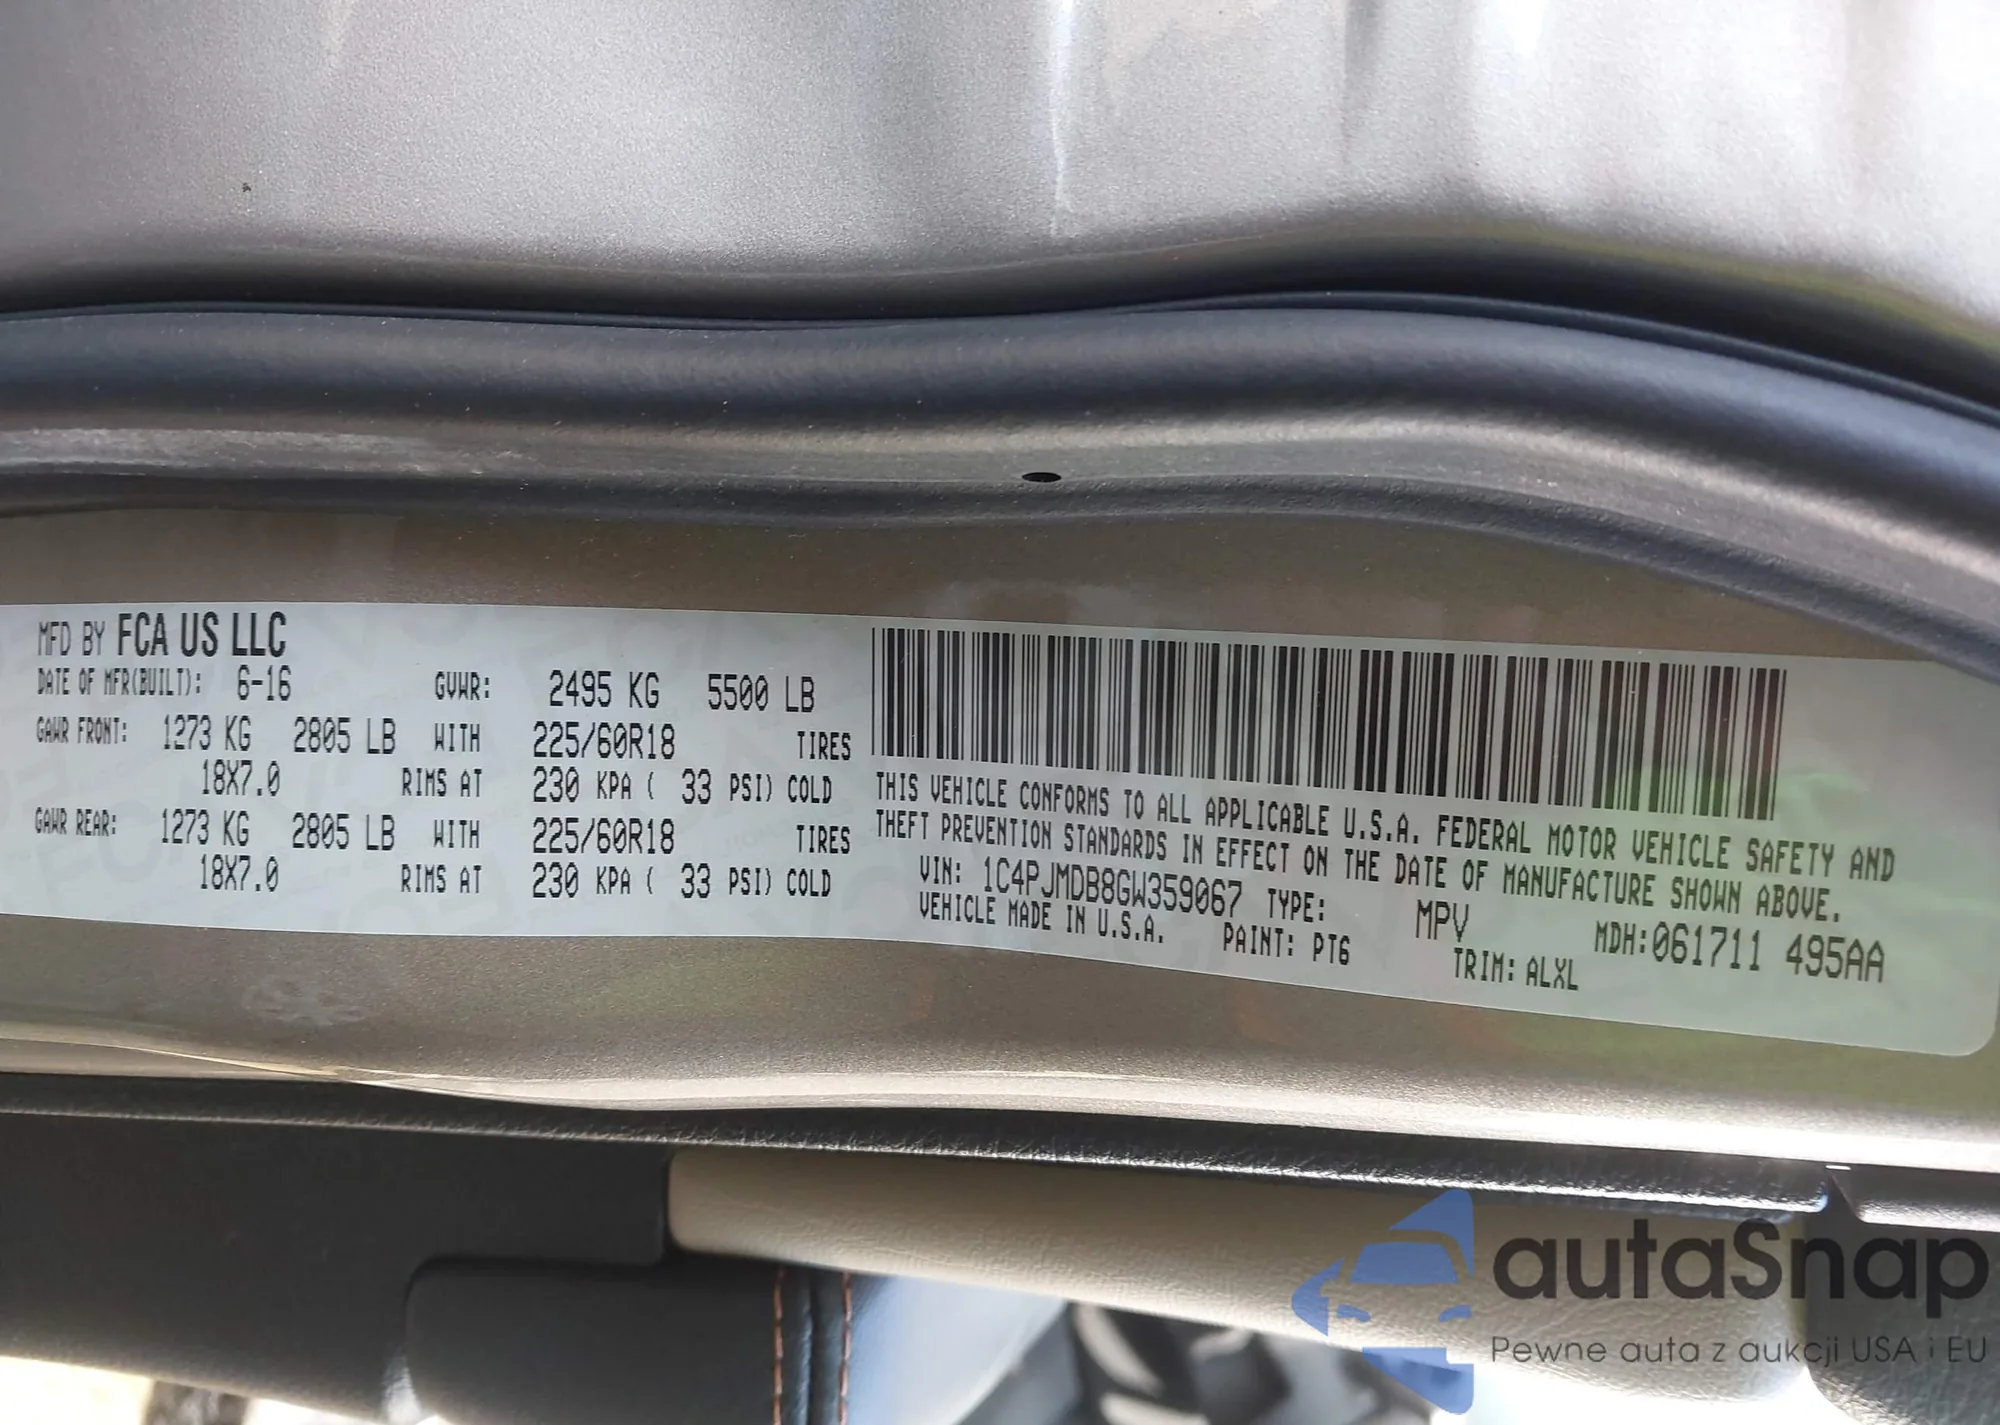 MFD BY FCA US LLC
DATE OF MFR(BUILT): 6-16 GVWR: 2495 KG 5500 LB
GAWR FRONT: 1273 KG 2805 LB WITH 225/60R18 TIRES
18X7.0 RIMS AT 230 KPA ( 33 PSI) COLD
GAWR REAR: 1273 KG 2805 LB WITH 225/60R18 TIRES
18X7.0 RIMS AT 230 KPA ( 33 PSI) COLD
THIS VEHICLE CONFORMS TO ALL APPLICABLE U.S.A. FEDERAL MOTOR VEHICLE SAFETY AND
THEFT PREVENTION STANDARDS IN EFFECT ON THE DATE OF MANUFACTURE SHOWN ABOVE.
VIN: 1C4PJMDB8GW359067 TYPE: MPV MDH:061711 495AA
VEHICLE MADE IN U.S.A. PAINT: PT6 TRIM: ALXL
autaSnap
Pewne auta z aukcji USA i EU